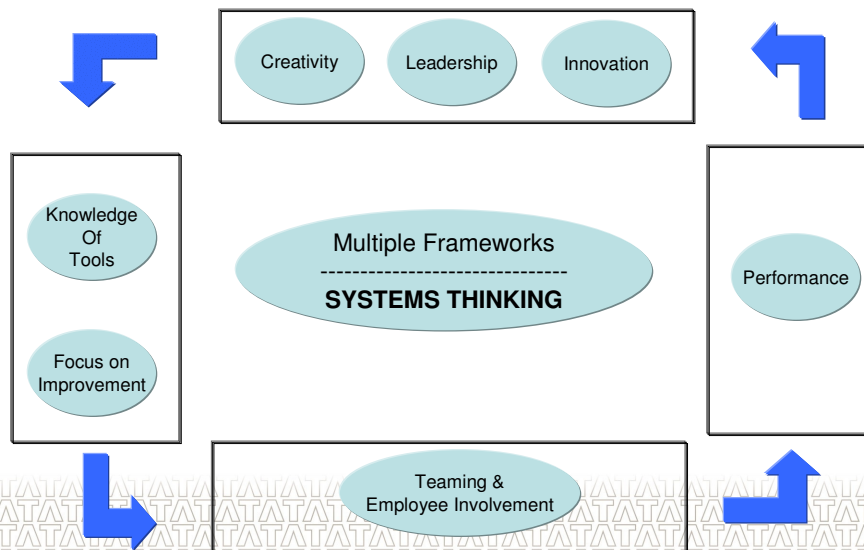 Creativity
Leadership
Innovation
Knowledge
Of
Tools
Focus on
Improvement
Multiple Frameworks
-------------------------------
SYSTEMS THINKING
Performance
Teaming &
Employee Involvement